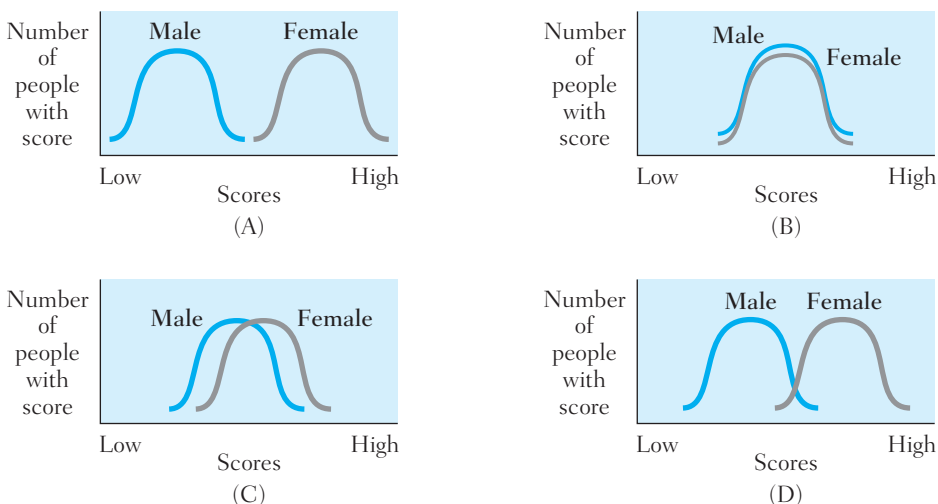 Number
of
people
with
score
Male
Female
Low
High
Scores
(A)
Number
of
people
with
score
Male
Female
Low
High
Scores
(B)
Number
of
people
with
score
Male
Female
Low
High
Scores
(C)
Number
of
people
with
score
Male
Female
Low
High
Scores
(D)